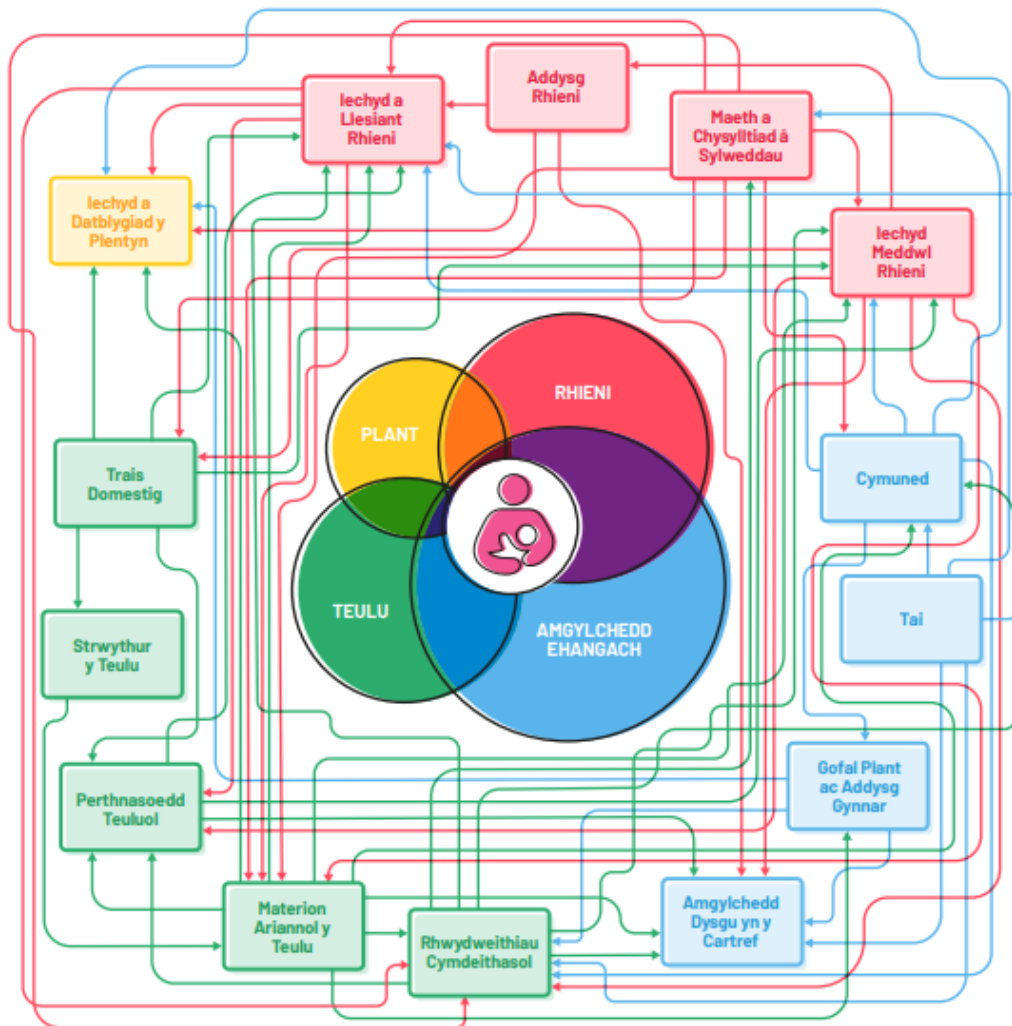 Addysg
Rhieni
Iechyd a
Llesiant
Rhieni
Maeth a
Chysylltiad â
Sylweddau
Iechyd a
Datblygiad y
Plentyn
Iechyd
Meddwl
Rhieni
RHIENI
PLANT
Trais
Domestig
Cymuned
TEULU
AMGYLCHEDD
EHANGACH
Tai
Strwythur
y Teulu
Perthnasoedd
Teuluol
Gofal Plant
ac Addysg
Gynnar
Materion
Ariannol y
Teulu
Rhwydweithiau
Cymdeithasol
Amgylchedd
Dysgu yn y
Cartref